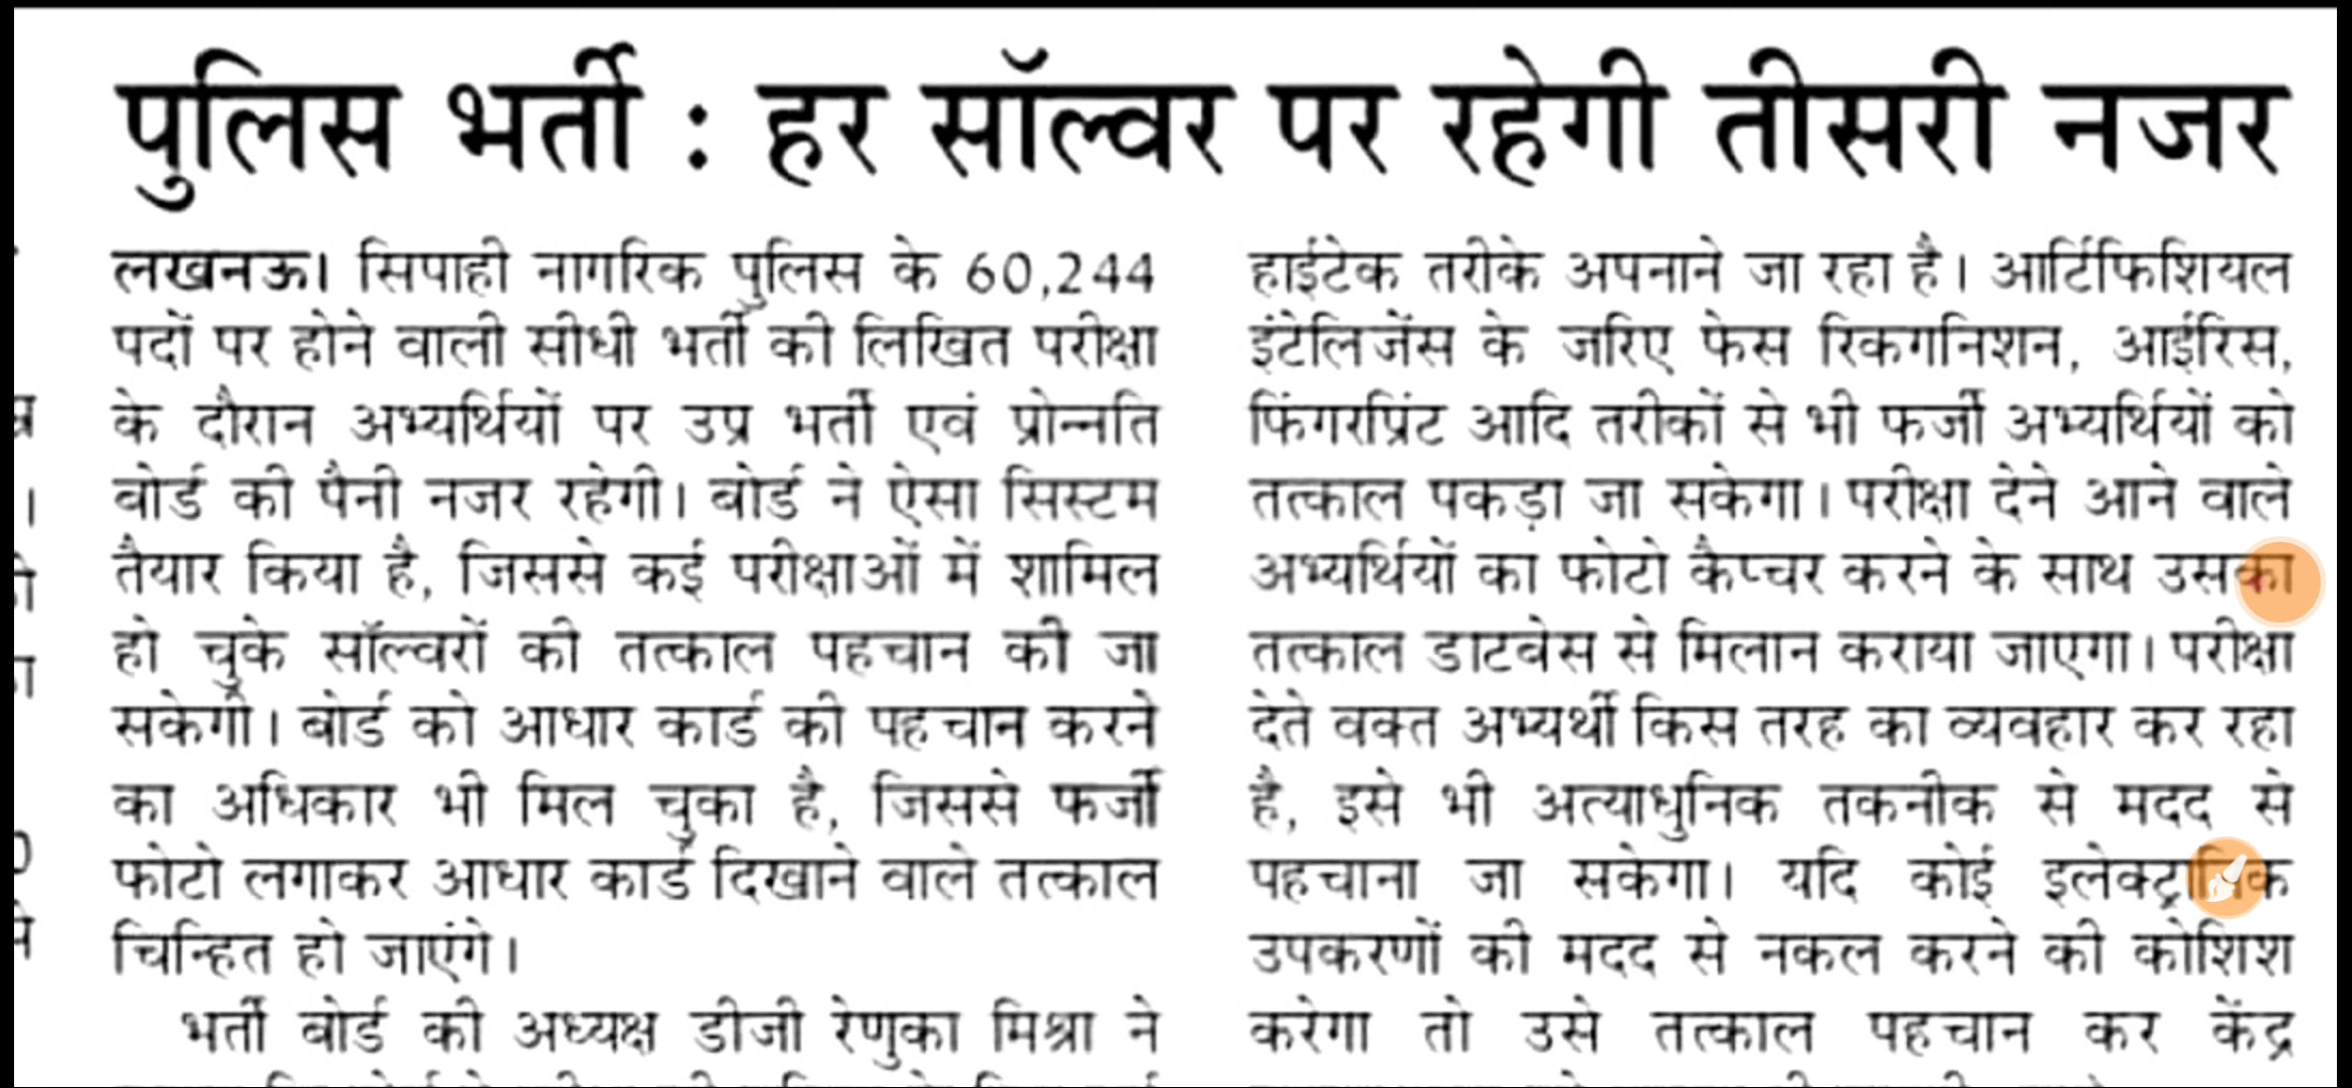 पुलिस भर्ती : हर सॉल्वर पर रहेगी तीसरी नजर
लखनऊ। सिपाही नागरिक पुलिस के 60,244
पदों पर होने वाली सीधी भर्ती की लिखित परीक्षा
के दौरान अभ्यर्थियों पर उप्र भर्ती एवं प्रोन्नति
बोर्ड की पैनी नजर रहेगी। बोर्ड ने ऐसा सिस्टम
तैयार किया है, जिससे कई परीक्षाओं में शामिल
हो चुके सॉल्वरों की तत्काल पहचान की जा
सकेगी। बोर्ड को आधार कार्ड की पहचान करने
का अधिकार भी मिल चुका है, जिससे फर्जी
फोटो लगाकर आधार कार्ड दिखाने वाले तत्काल
चिन्हित हो जाएंगे।
भर्ती बोर्ड की अध्यक्ष डीजी रेणुका मिश्रा ने
हाईटेक तरीके अपनाने जा रहा है। आर्टिफिशियल
इंटेलिजेंस के जरिए फेस रिकगनिशन, आईरिस,
फिंगरप्रिंट आदि तरीकों से भी फर्जी अभ्यर्थियों को
तत्काल पकड़ा जा सकेगा। परीक्षा देने आने वाले
अभ्यर्थियों का फोटो कैप्चर करने के साथ उसका
तत्काल डाटबेस से मिलान कराया जाएगा। परीक्षा
देते वक्त अभ्यर्थी किस तरह का व्यवहार कर रहा
है, इसे भी अत्याधुनिक तकनीक से मदद से
पहचाना जा सकेगा। यदि कोई
उपकरणों की मदद से नकल करने की कोशिश
करेगा तो उसे तत्काल पहचान कर केंद्र